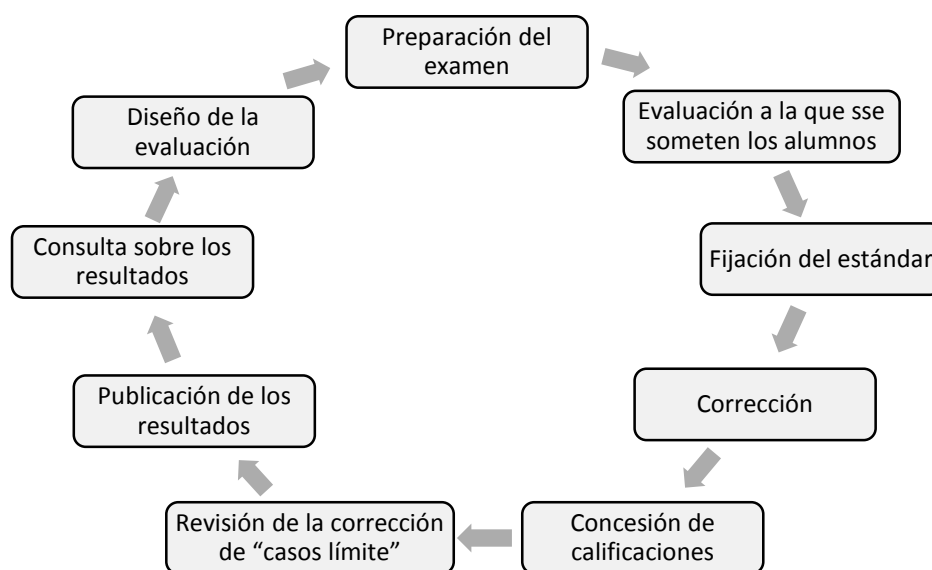 Preparación del
examen
Evaluación a la que sse
someten los alumnos
Fijación del estándar
Corrección
Concesión de
calificaciones
Revisión de la corrección
de “casos límite”
Publicación de los
resultados
Consulta sobre los
resultados
Diseño de la
evaluación